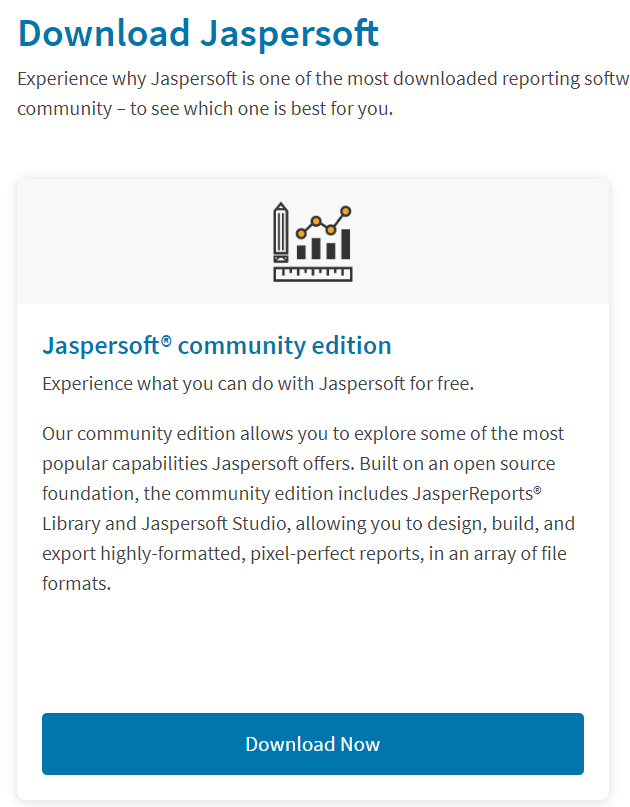 Download Jaspersoft
Experience why Jaspersoft is one of the most downloaded reporting softw
community – to see which one is best for you.
Jaspersoft® community edition
Experience what you can do with Jaspersoft for free.
Our community edition allows you to explore some of the most
popular capabilities Jaspersoft offers. Built on an open source
foundation, the community edition includes JasperReports®
Library and Jaspersoft Studio, allowing you to design, build, and
export highly-formatted, pixel-perfect reports, in an array of file
formats.
Download Now